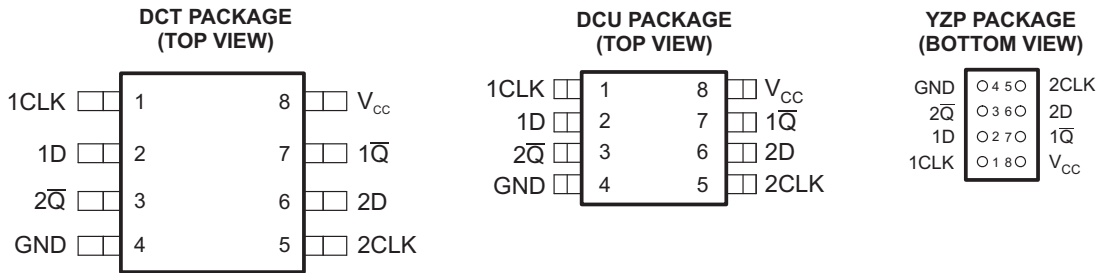 DCT PACKAGE
(TOP VIEW)
1CLK 1 8 VCC
1D 2 7 1Q̅
2Q̅ 3 6 2D
GND 4 5 2CLK
DCU PACKAGE
(TOP VIEW)
1CLK 1 8 VCC
1D 2 7 1Q̅
2Q̅ 3 6 2D
GND 4 5 2CLK
YZP PACKAGE
(BOTTOM VIEW)
GND 4 5 2CLK
2Q̅ 3 6 2D
1D 2 7 1Q̅
1CLK 1 8 VCC